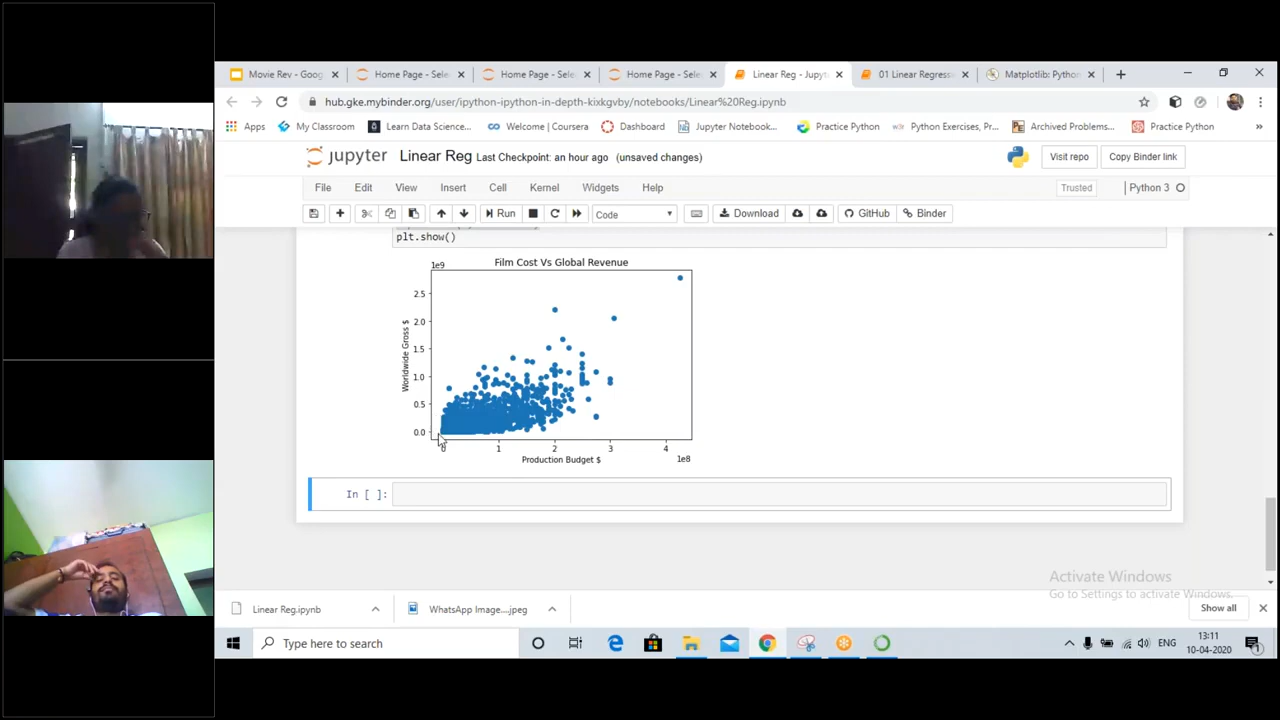 Movie Rev - Goog
Home Page - Sele
Home Page - Sele
Home Page - Sele
Linear Reg - Jupyt
01 Linear Regress
Matplotlib: Python
hub.gke.mybinder.org/user/ipython-ipython-in-depth-kixkgvby/notebooks/Linear%20Reg.ipynb
Apps
My Classroom
Learn Data Science...
Welcome | Coursera
Dashboard
Jupyter Notebook...
Practice Python
Python Exercises, Pr...
Archived Problems...
Practice Python
jupyter Linear Reg Last Checkpoint: an hour ago (unsaved changes)
Visit repo
Copy Binder link
File Edit View Insert Cell Kernel Widgets Help
Trusted
Python 3
Run
Code
Download
GitHub
Binder
plt.show()
Film Cost Vs Global Revenue
1e9
2.5
2.0
1.5
1.0
0.5
0.0
Worldwide Gross $
0 1 2 3 4
1e8
Production Budget $
In [ ]:
Activate Windows
Go to Settings to activate Windows.
Linear Reg.ipynb
WhatsApp Image....jpeg
Show all
Type here to search
ENG
13:11
10-04-2020